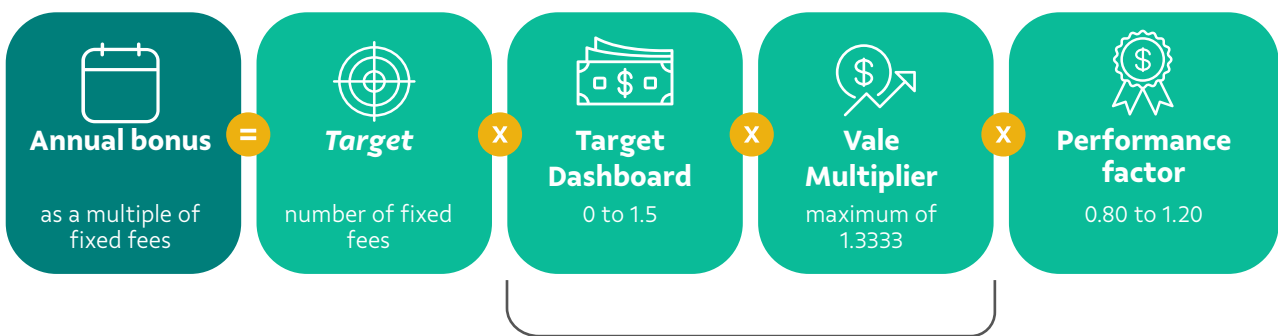 Annual bonus
as a multiple of
fixed fees
=
Target
number of fixed
fees
x
$
Target
Dashboard
0 to 1.5
x
$
Vale
Multiplier
maximum of
1.3333
x
$
Performance
factor
0.80 to 1.20